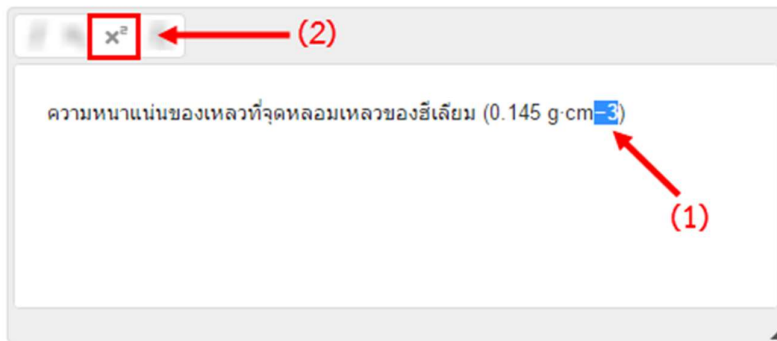 x² (2)
ความหนาแน่นของเหลวที่จุดหลอมเหลวของฮีเลียม (0.145 g·cm−3)
(1)